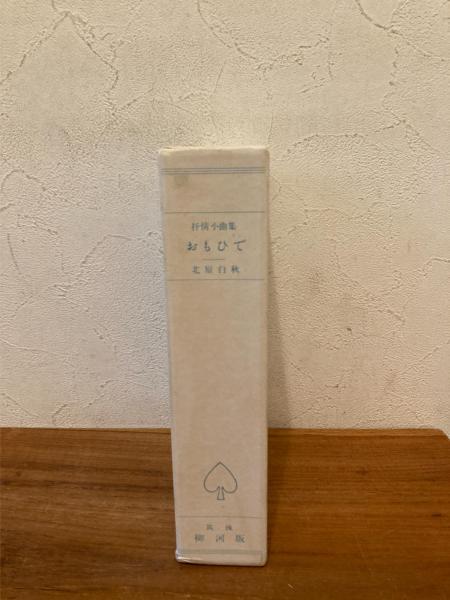 抒情小曲集
おもひで
北原白秋
筑後
柳河版